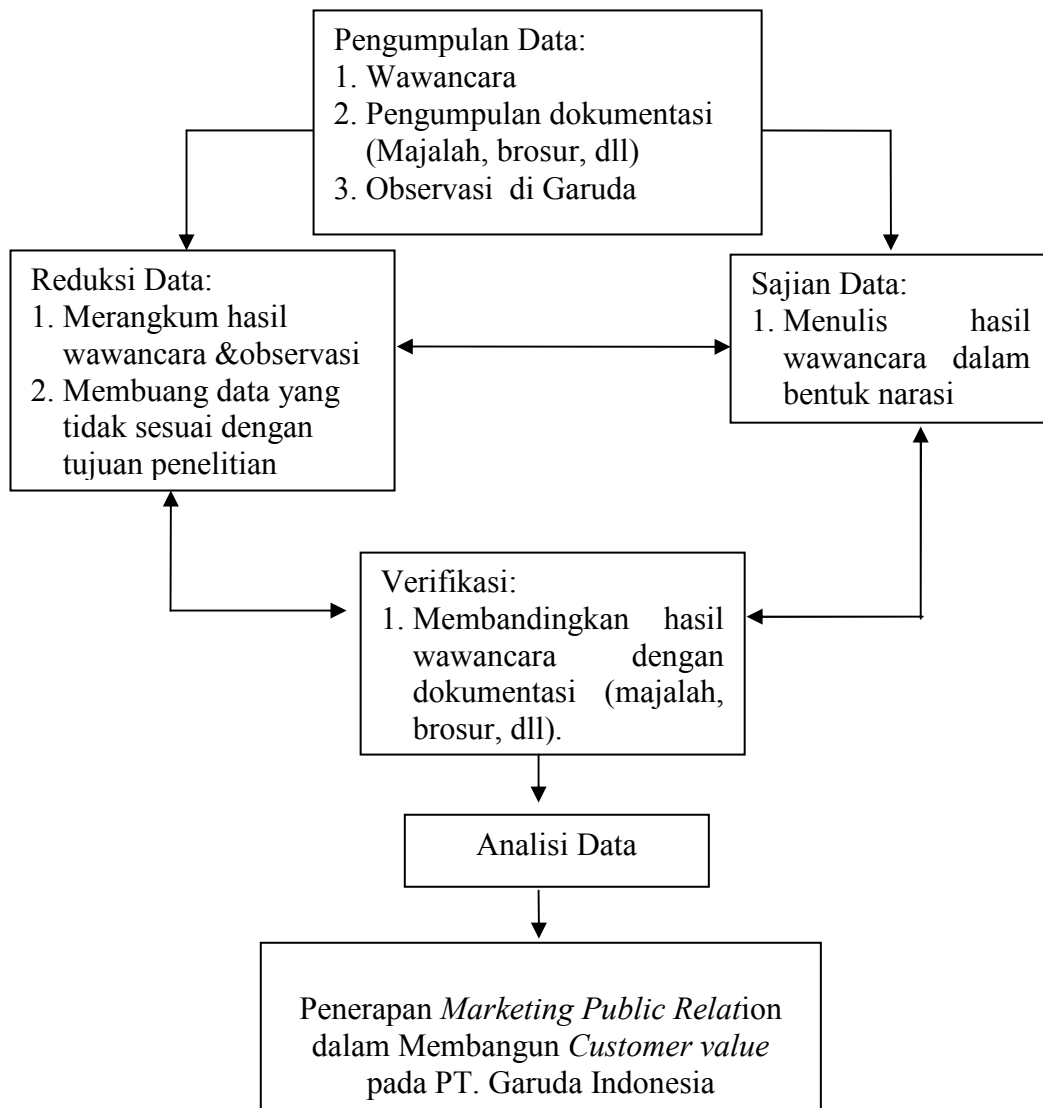 Pengumpulan Data:
1. Wawancara
2. Pengumpulan dokumentasi
(Majalah, brosur, dll)
3. Observasi di Garuda
Reduksi Data:
1. Merangkum hasil
wawancara &observasi
2. Membuang data yang
tidak sesuai dengan
tujuan penelitian
Sajian Data:
1. Menulis hasil
wawancara dalam
bentuk narasi
Verifikasi:
1. Membandingkan hasil
wawancara dengan
dokumentasi (majalah,
brosur, dll).
Analisi Data
Penerapan Marketing Public Relation
dalam Membangun Customer value
pada PT. Garuda Indonesia